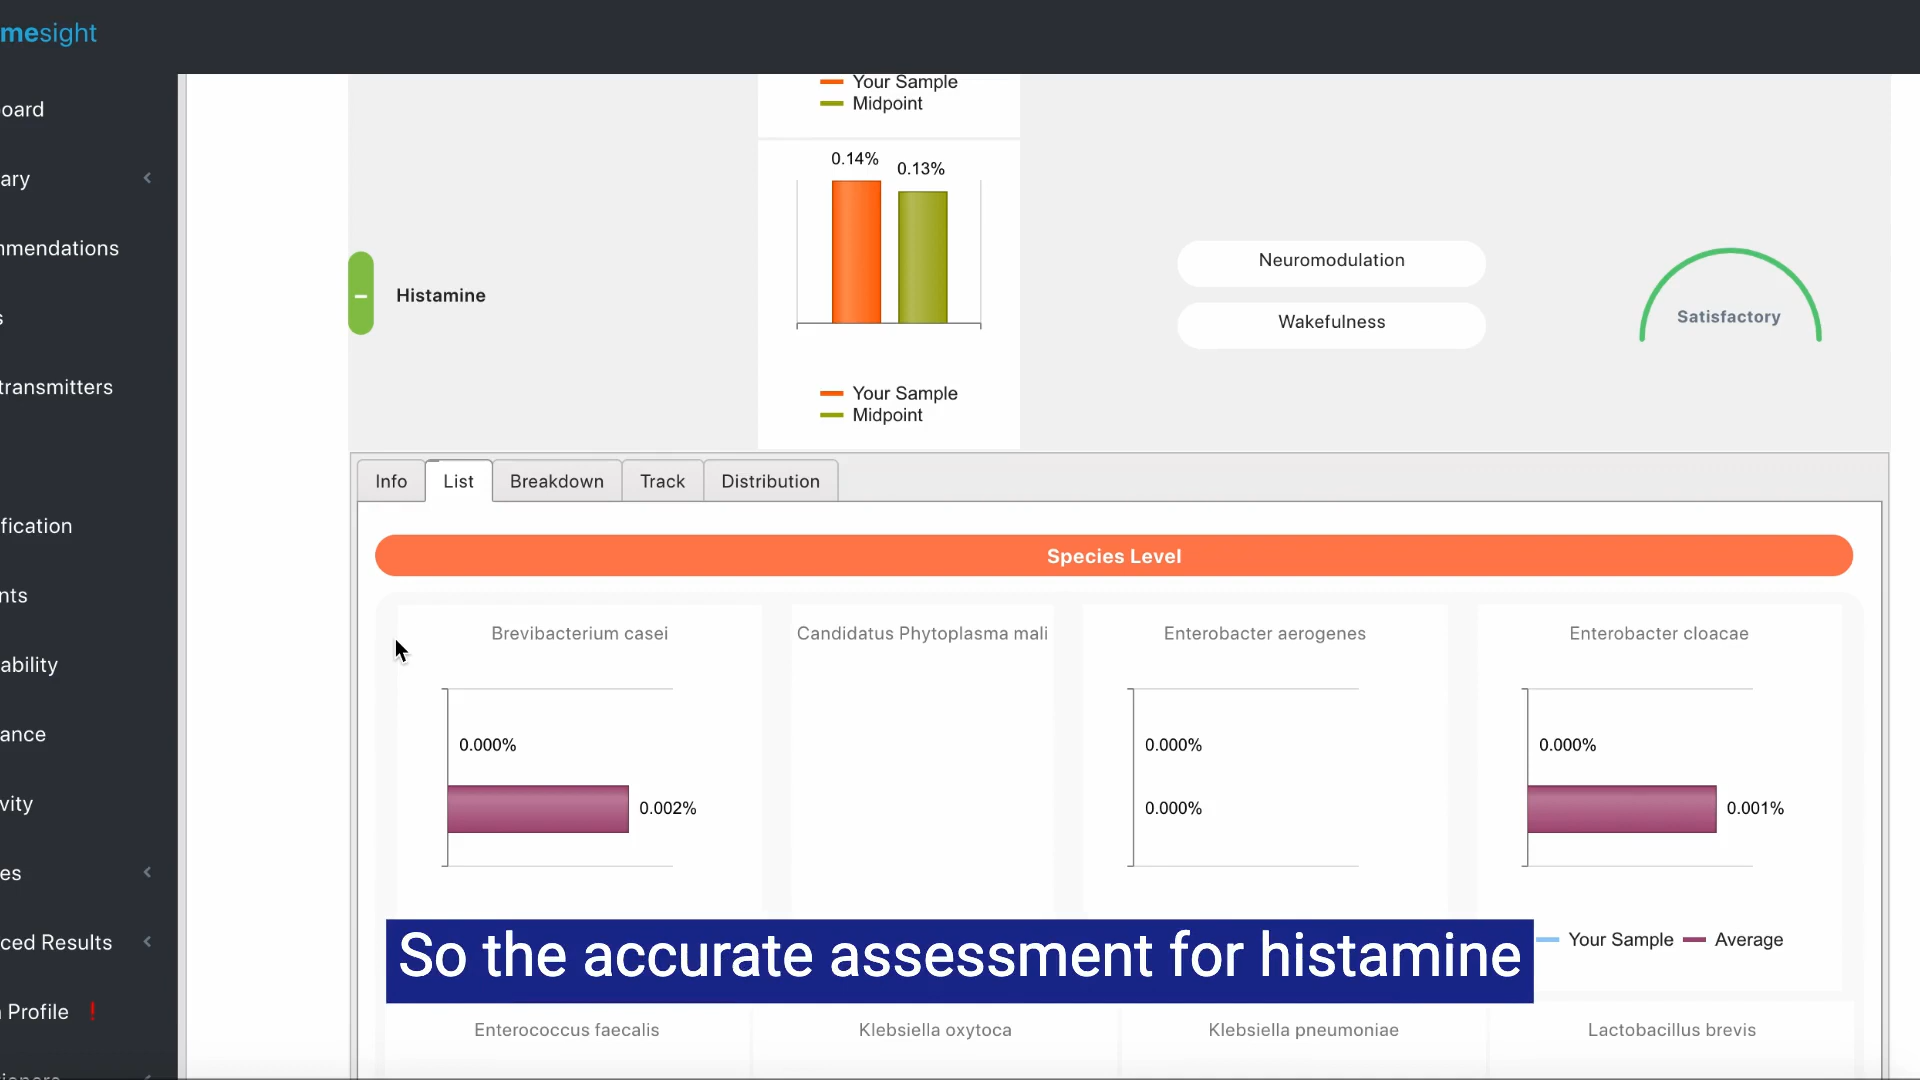 mesight
oard
ary
mmendations
s
transmitters
fication
nts
ability
ance
vity
es
ced Results
Profile !
Your Sample
Midpoint
0.14%
0.13%
Histamine
Your Sample
Midpoint
Neuromodulation
Wakefulness
Satisfactory
Info List Breakdown Track Distribution
Species Level
Brevibacterium casei
Candidatus Phytoplasma mali
Enterobacter aerogenes
Enterobacter cloacae
0.000%
0.002%
0.000%
0.000%
0.000%
0.001%
Your Sample Average
So the accurate assessment for histamine
Enterococcus faecalis
Klebsiella oxytoca
Klebsiella pneumoniae
Lactobacillus brevis